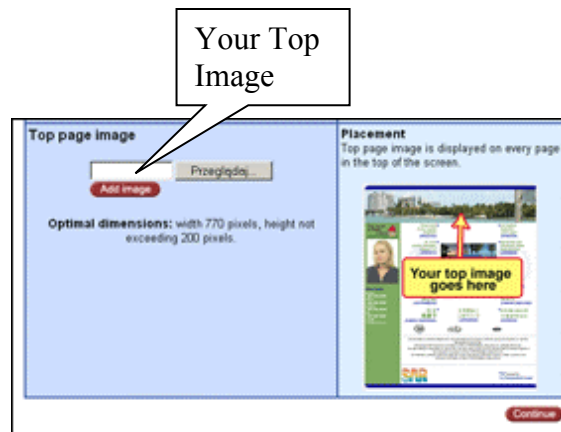 Your Top
Image
Top page image
Przeglądaj...
Add image
Optimal dimensions: width 770 pixels, height not
exceeding 200 pixels.
Placement
Top page image is displayed on every page
in the top of the screen.
Your top image
goes here
SAR
Continue